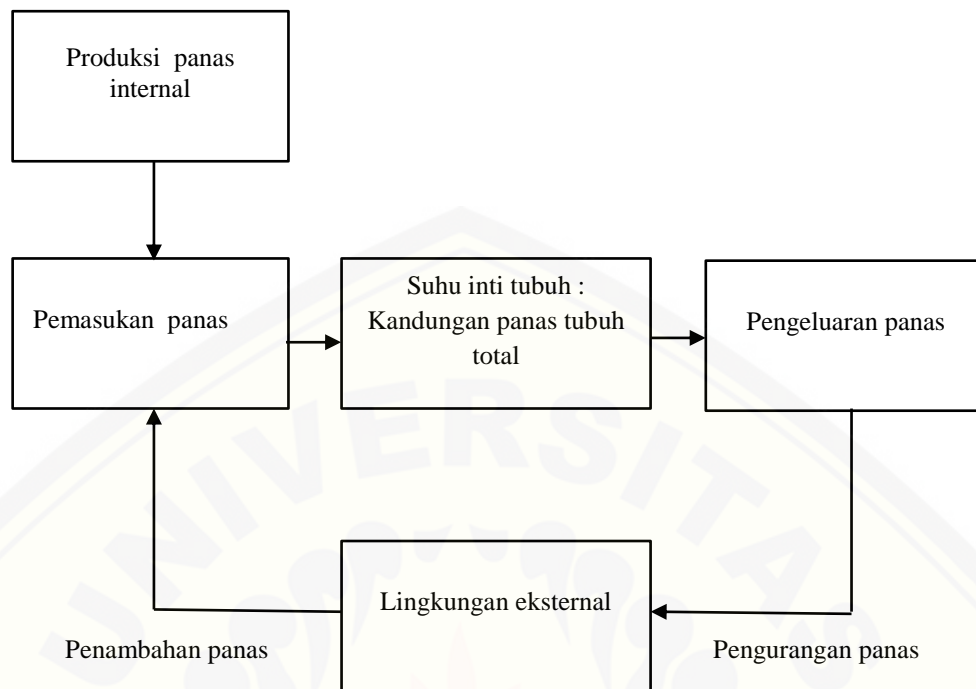 Produksi panas
internal
Pemasukan panas
Suhu inti tubuh :
Kandungan panas tubuh
total
Pengeluaran panas
Lingkungan eksternal
Penambahan panas
Pengurangan panas
UNIVERSITAS